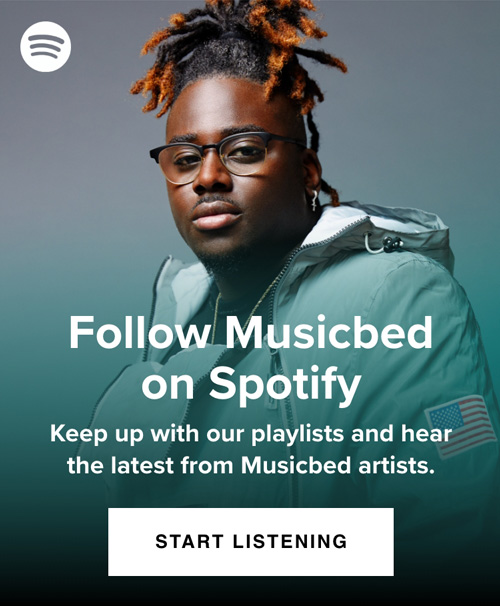 Follow Musicbed
on Spotify
Keep up with our playlists and hear
the latest from Musicbed artists.
START LISTENING